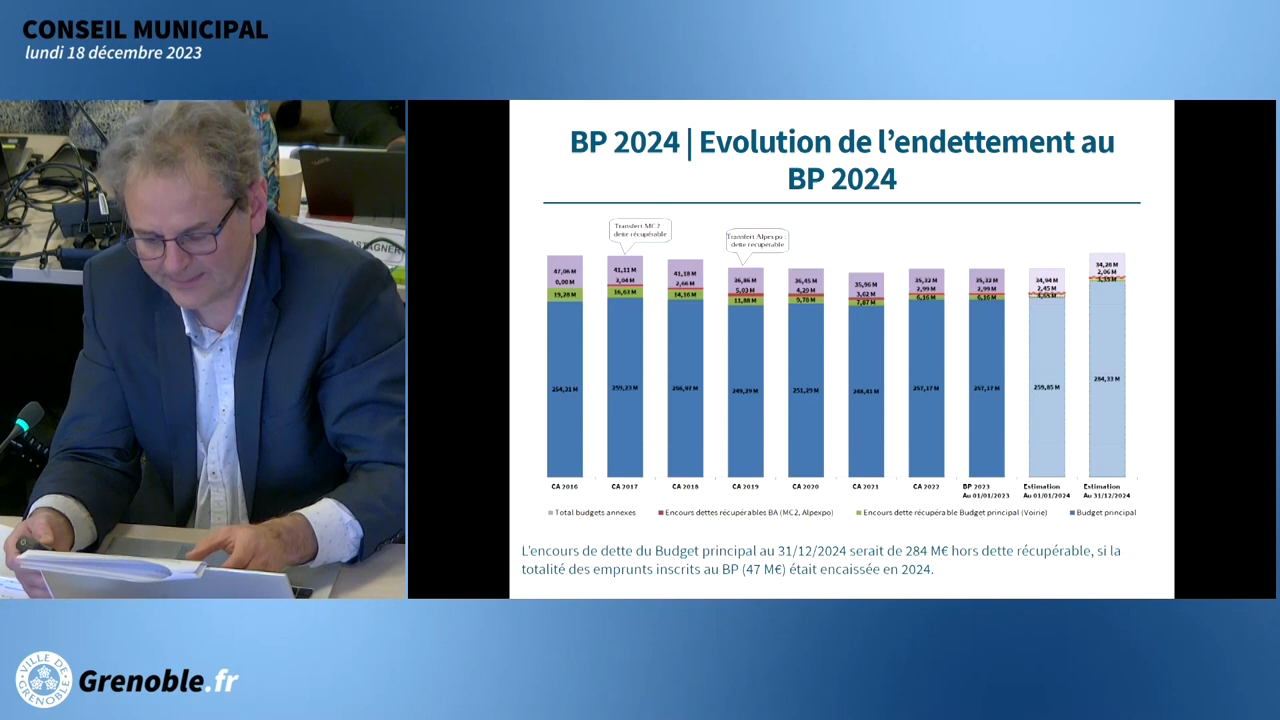 CONSEIL MUNICIPAL
lundi 18 décembre 2023
BP 2024 | Evolution de l'endettement au
BP 2024
Transfert MC2 :
dette récupérable
Transfert Alpexpo :
dette récupérable
47,06 M
0,00 M
19,28 M
254,21 M
41,11 M
3,04 M
16,63 M
259,23 M
41,18 M
2,66 M
14,16 M
256,97 M
36,86 M
5,03 M
11,88 M
249,29 M
36,45 M
4,29 M
9,78 M
251,29 M
35,96 M
3,62 M
7,87 M
248,41 M
35,32 M
2,99 M
6,16 M
257,17 M
35,32 M
2,99 M
6,16 M
257,17 M
34,94 M
2,45 M
259,85 M
34,28 M
2,06 M
284,33 M
CA 2016
CA 2017
CA 2018
CA 2019
CA 2020
CA 2021
CA 2022
BP 2023
Au 01/01/2023
Estimation
Au 01/01/2024
Estimation
Au 31/12/2024
Total budgets annexes
Encours dettes récupérables BA (MC2, Alpexpo)
Encours dette récupérable Budget principal (Voirie)
Budget principal
L'encours de dette du Budget principal au 31/12/2024 serait de 284 M€ hors dette récupérable, si la
totalité des emprunts inscrits au BP (47 M€) était encaissée en 2024.
VILLE DE
GRENOBLE
Grenoble.fr